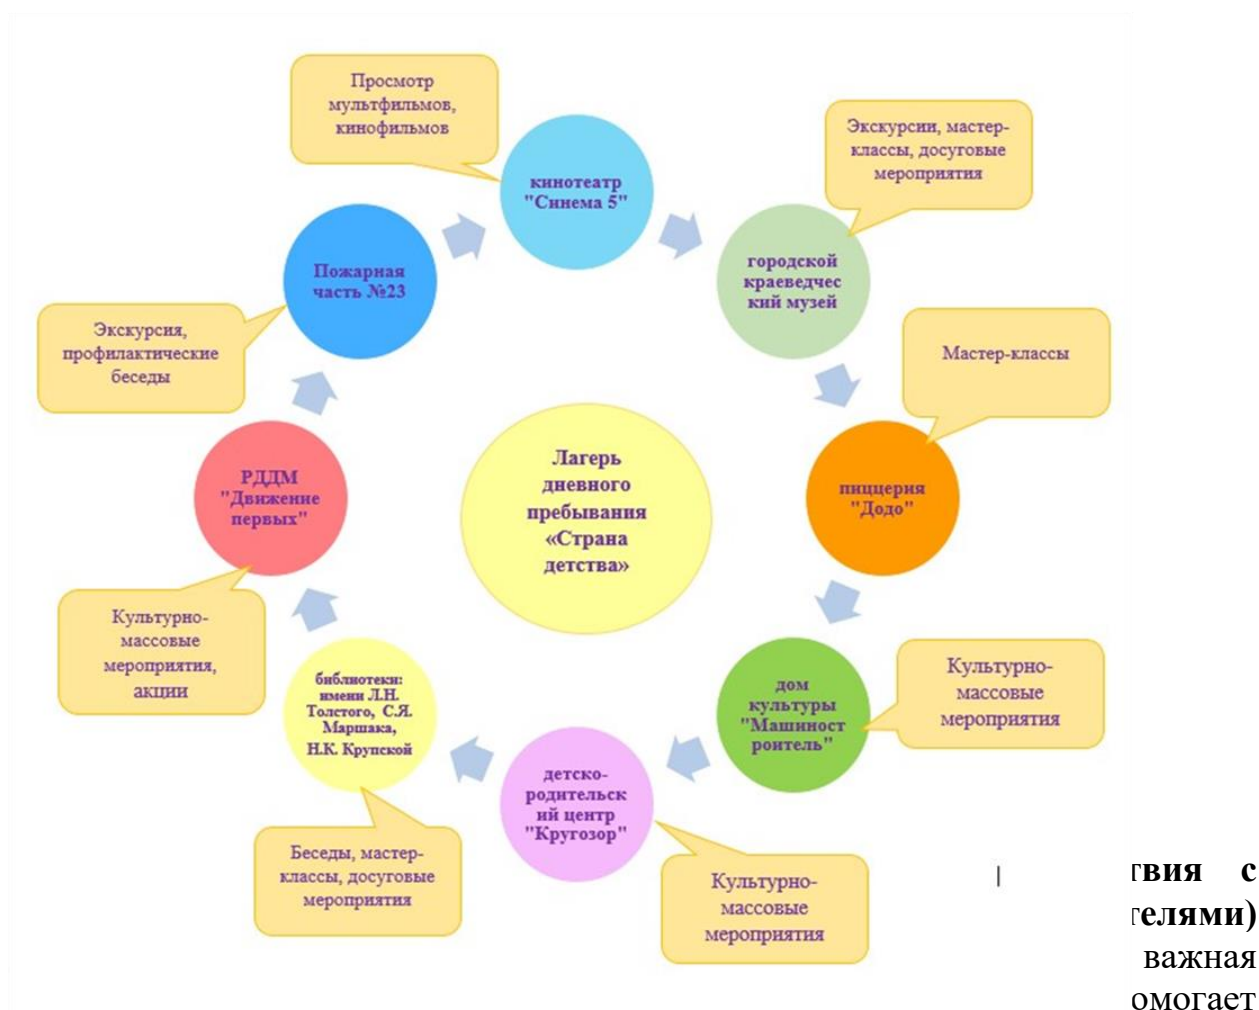 Просмотр
мультфильмов,
кинофильмов
кинотеатр
"Синема 5"
Экскурсии, мастер-
классы, досуговые
мероприятия
городской
краеведчес
кий музей
Мастер-классы
пиццерия
"Додо"
Культурно-
массовые
мероприятия
дом
культуры
"Машиност
роитель"
Культурно-
массовые
мероприятия
детско-
родительск
ий центр
"Кругозор"
Беседы, мастер-
классы, досуговые
мероприятия
библиотеки:
имени Л.Н.
Толстого, С.Я.
Маршака,
Н.К. Крупской
Культурно-
массовые
мероприятия,
акции
РДДМ
"Движение
первых"
Экскурсия,
профилактические
беседы
Пожарная
часть №23
Лагерь
дневного
пребывания
«Страна
детства»
твия с
телями)
важная
омогает